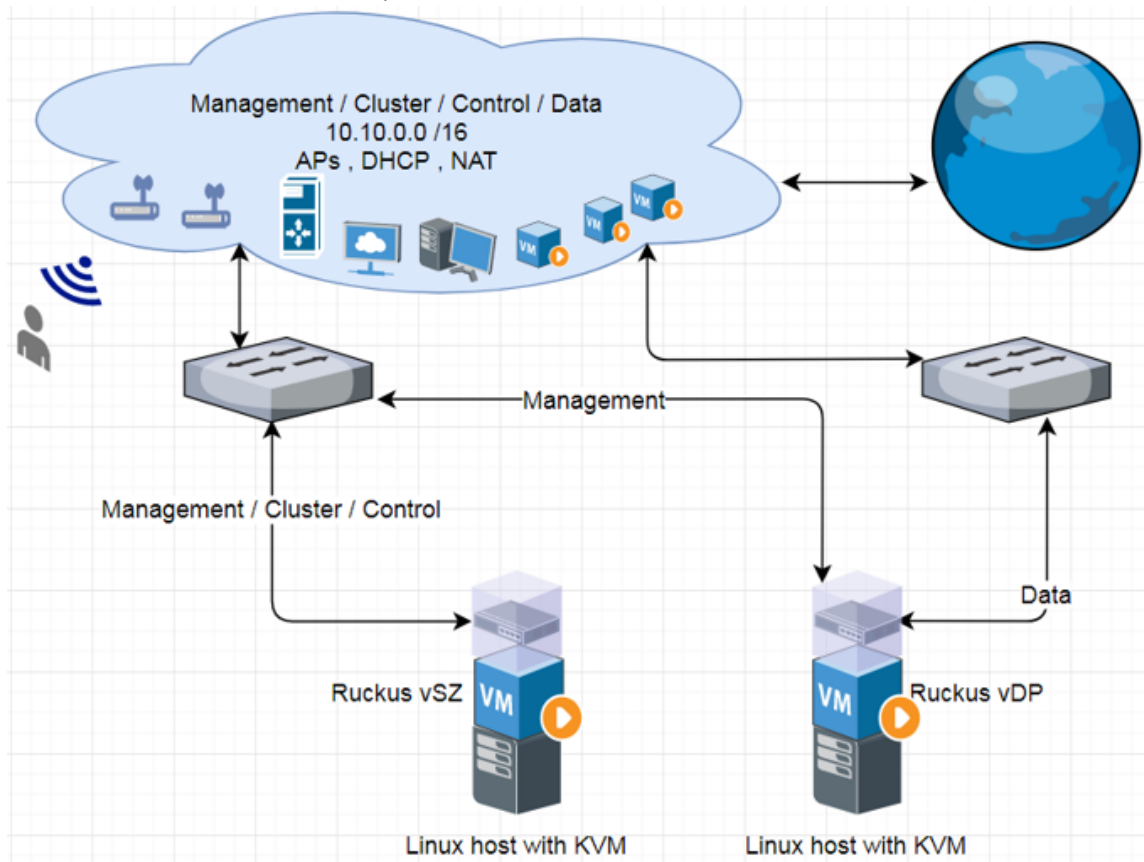 Management / Cluster / Control / Data
10.10.0.0 /16
APs , DHCP , NAT
VM
VM
VM
Management
Management / Cluster / Control
Data
Ruckus vSZ
VM
VM
Ruckus vDP
Linux host with KVM
Linux host with KVM